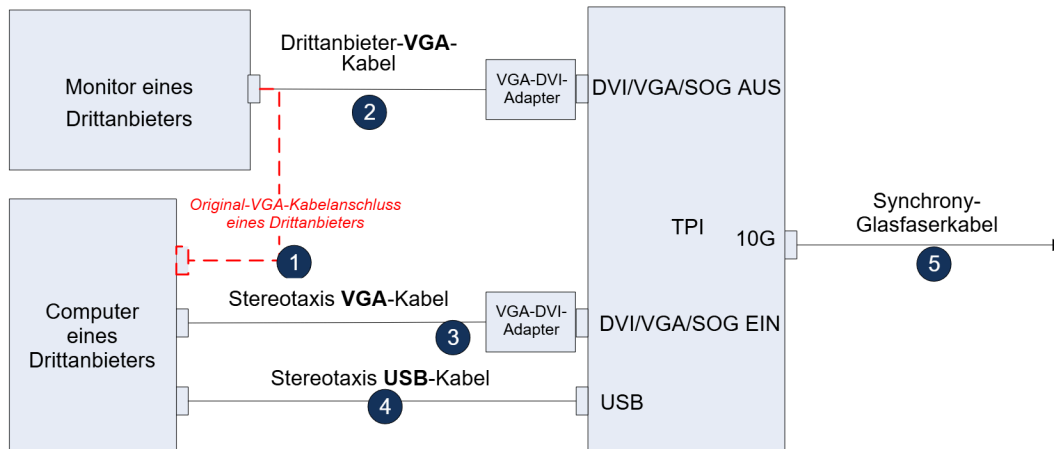 Monitor eines
Drittanbieters
Drittanbieter-VGA-
Kabel
2
VGA-DVI-
Adapter
DVI/VGA/SOG AUS
Original-VGA-Kabelanschluss
eines Drittanbieters
1
TPI
10G
Synchrony-
Glasfaserkabel
5
Computer
eines
Drittanbieters
Stereotaxis VGA-Kabel
3
VGA-DVI-
Adapter
DVI/VGA/SOG EIN
Stereotaxis USB-Kabel
4
USB